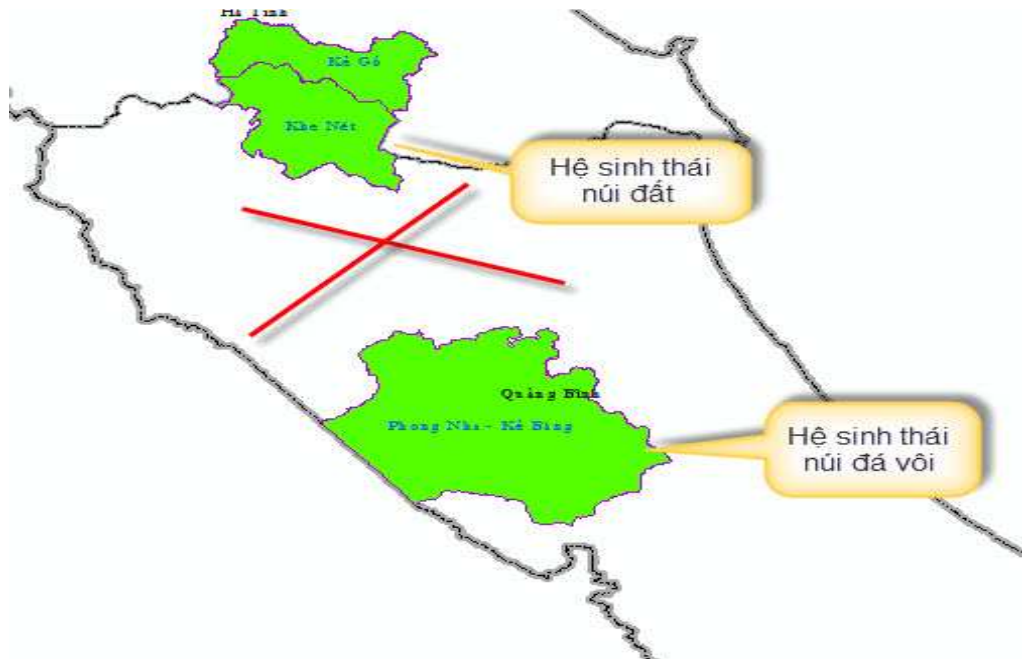 Hà Tĩnh
Kẻ Gỗ
Khe Nét
Hệ sinh thái
núi đất
Quảng Bình
Phong Nha - Kẻ Bàng
Hệ sinh thái
núi đá vôi